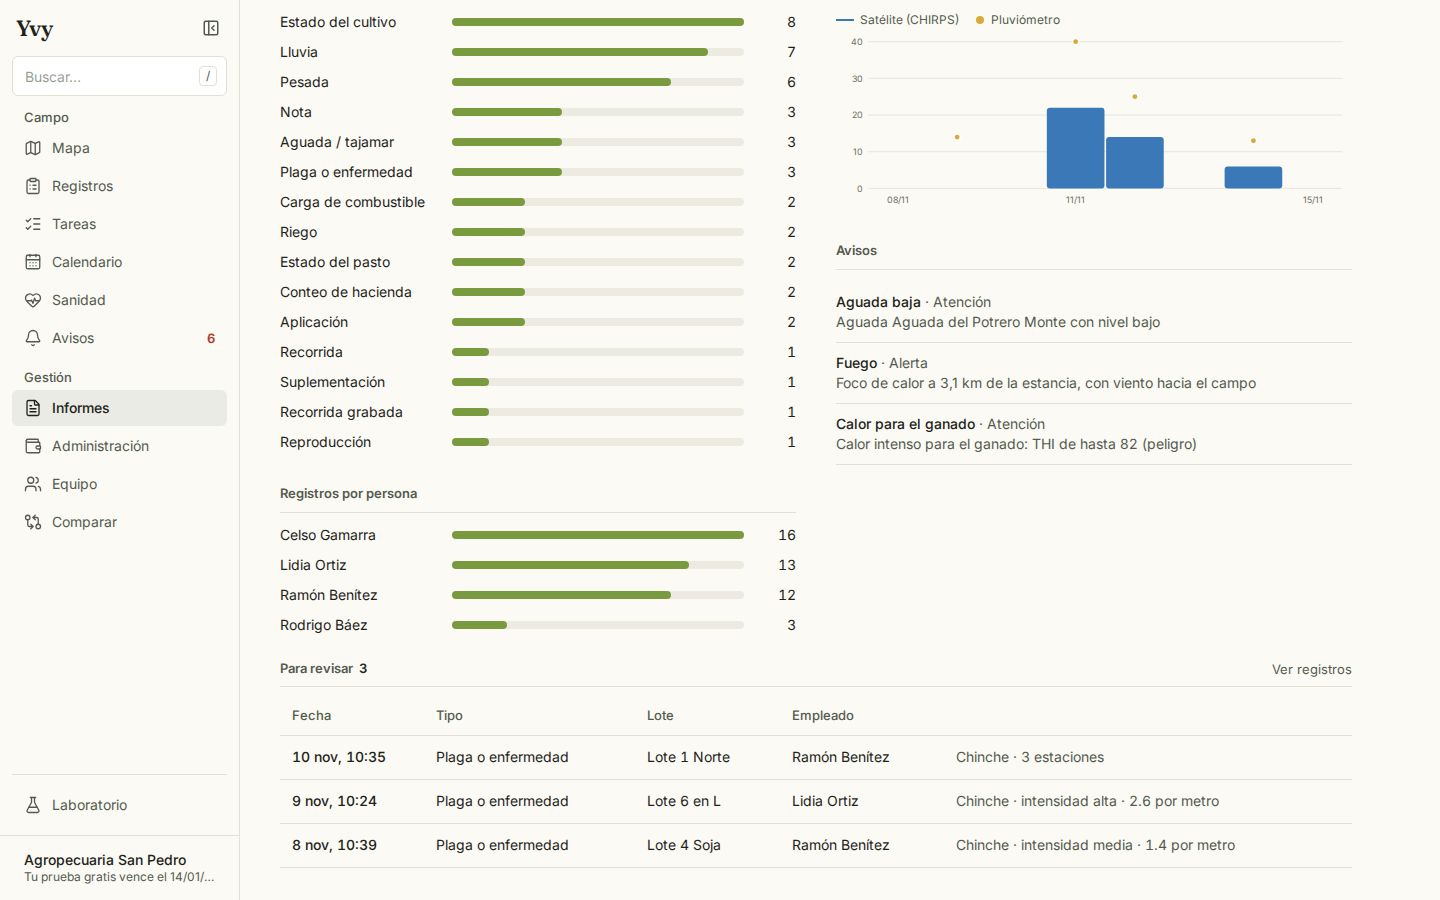 Yvy
Buscar... /
Campo
Mapa
Registros
Tareas
Calendario
Sanidad
Avisos 6
Gestión
Informes
Administración
Equipo
Comparar
Laboratorio
Agropecuaria San Pedro
Tu prueba gratis vence el 14/01/...
Estado del cultivo 8
Lluvia 7
Pesada 6
Nota 3
Aguada / tajamar 3
Plaga o enfermedad 3
Carga de combustible 2
Riego 2
Estado del pasto 2
Conteo de hacienda 2
Aplicación 2
Recorrida 1
Suplementación 1
Recorrida grabada 1
Reproducción 1
Registros por persona
Celso Gamarra 16
Lidia Ortiz 13
Ramón Benítez 12
Rodrigo Báez 3
Satélite (CHIRPS) Pluviómetro
40
30
20
10
0
08/11 11/11 15/11
Avisos
Aguada baja · Atención
Aguada Aguada del Potrero Monte con nivel bajo
Fuego · Alerta
Foco de calor a 3,1 km de la estancia, con viento hacia el campo
Calor para el ganado · Atención
Calor intenso para el ganado: THI de hasta 82 (peligro)
Para revisar 3 Ver registros
Fecha Tipo Lote Empleado
10 nov, 10:35 Plaga o enfermedad Lote 1 Norte Ramón Benítez Chinche · 3 estaciones
9 nov, 10:24 Plaga o enfermedad Lote 6 en L Lidia Ortiz Chinche · intensidad alta · 2.6 por metro
8 nov, 10:39 Plaga o enfermedad Lote 4 Soja Ramón Benítez Chinche · intensidad media · 1.4 por metro